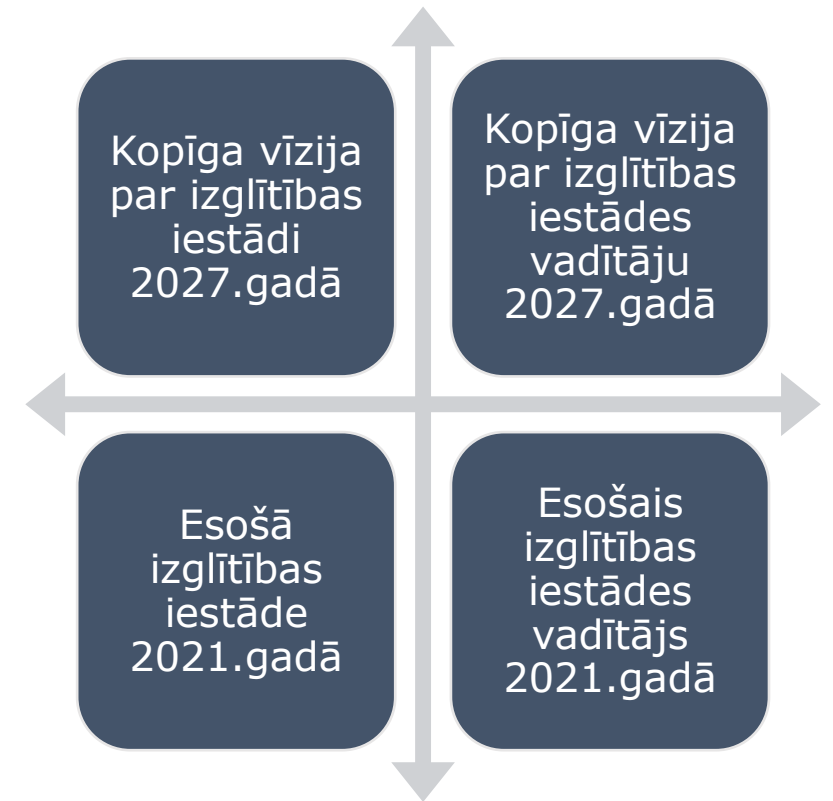 Kopīga vīzija
par izglītības
iestādi
2027.gadā
Kopīga vīzija
par izglītības
iestādes
vadītāju
2027.gadā
Esošā
izglītības
iestāde
2021.gadā
Esošais
izglītības
iestādes
vadītājs
2021.gadā